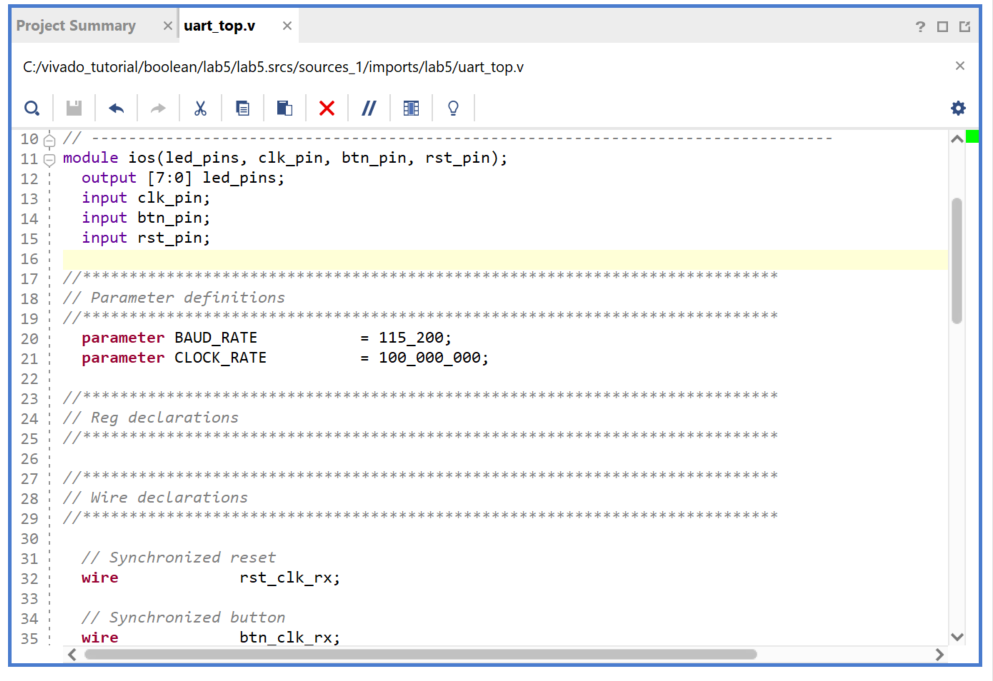 Project Summary × uart_top.v × ?
C:/vivado_tutorial/boolean/lab5/lab5.srcs/sources_1/imports/lab5/uart_top.v ×
10 // --------------------------------------------------------------------------------
11 module ios(led_pins, clk_pin, btn_pin, rst_pin);
12   output [7:0] led_pins;
13   input clk_pin;
14   input btn_pin;
15   input rst_pin;
16
17 //***************************************************************************
18 // Parameter definitions
19 //***************************************************************************
20   parameter BAUD_RATE           = 115_200;
21   parameter CLOCK_RATE          = 100_000_000;
22
23 //***************************************************************************
24 // Reg declarations
25 //***************************************************************************
26
27 //***************************************************************************
28 // Wire declarations
29 //***************************************************************************
30
31   // Synchronized reset
32   wire             rst_clk_rx;
33
34   // Synchronized button
35   wire             btn_clk_rx;